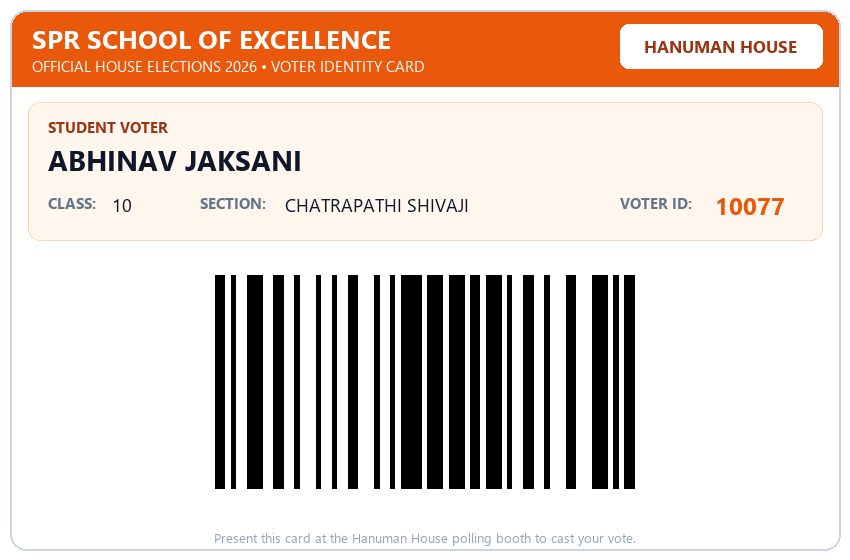 SPR SCHOOL OF EXCELLENCE
OFFICIAL HOUSE ELECTIONS 2026 • VOTER IDENTITY CARD
HANUMAN HOUSE
STUDENT VOTER
ABHINAV JAKSANI
CLASS: 10 SECTION: CHATRAPATHI SHIVAJI VOTER ID: 10077
Present this card at the Hanuman House polling booth to cast your vote.